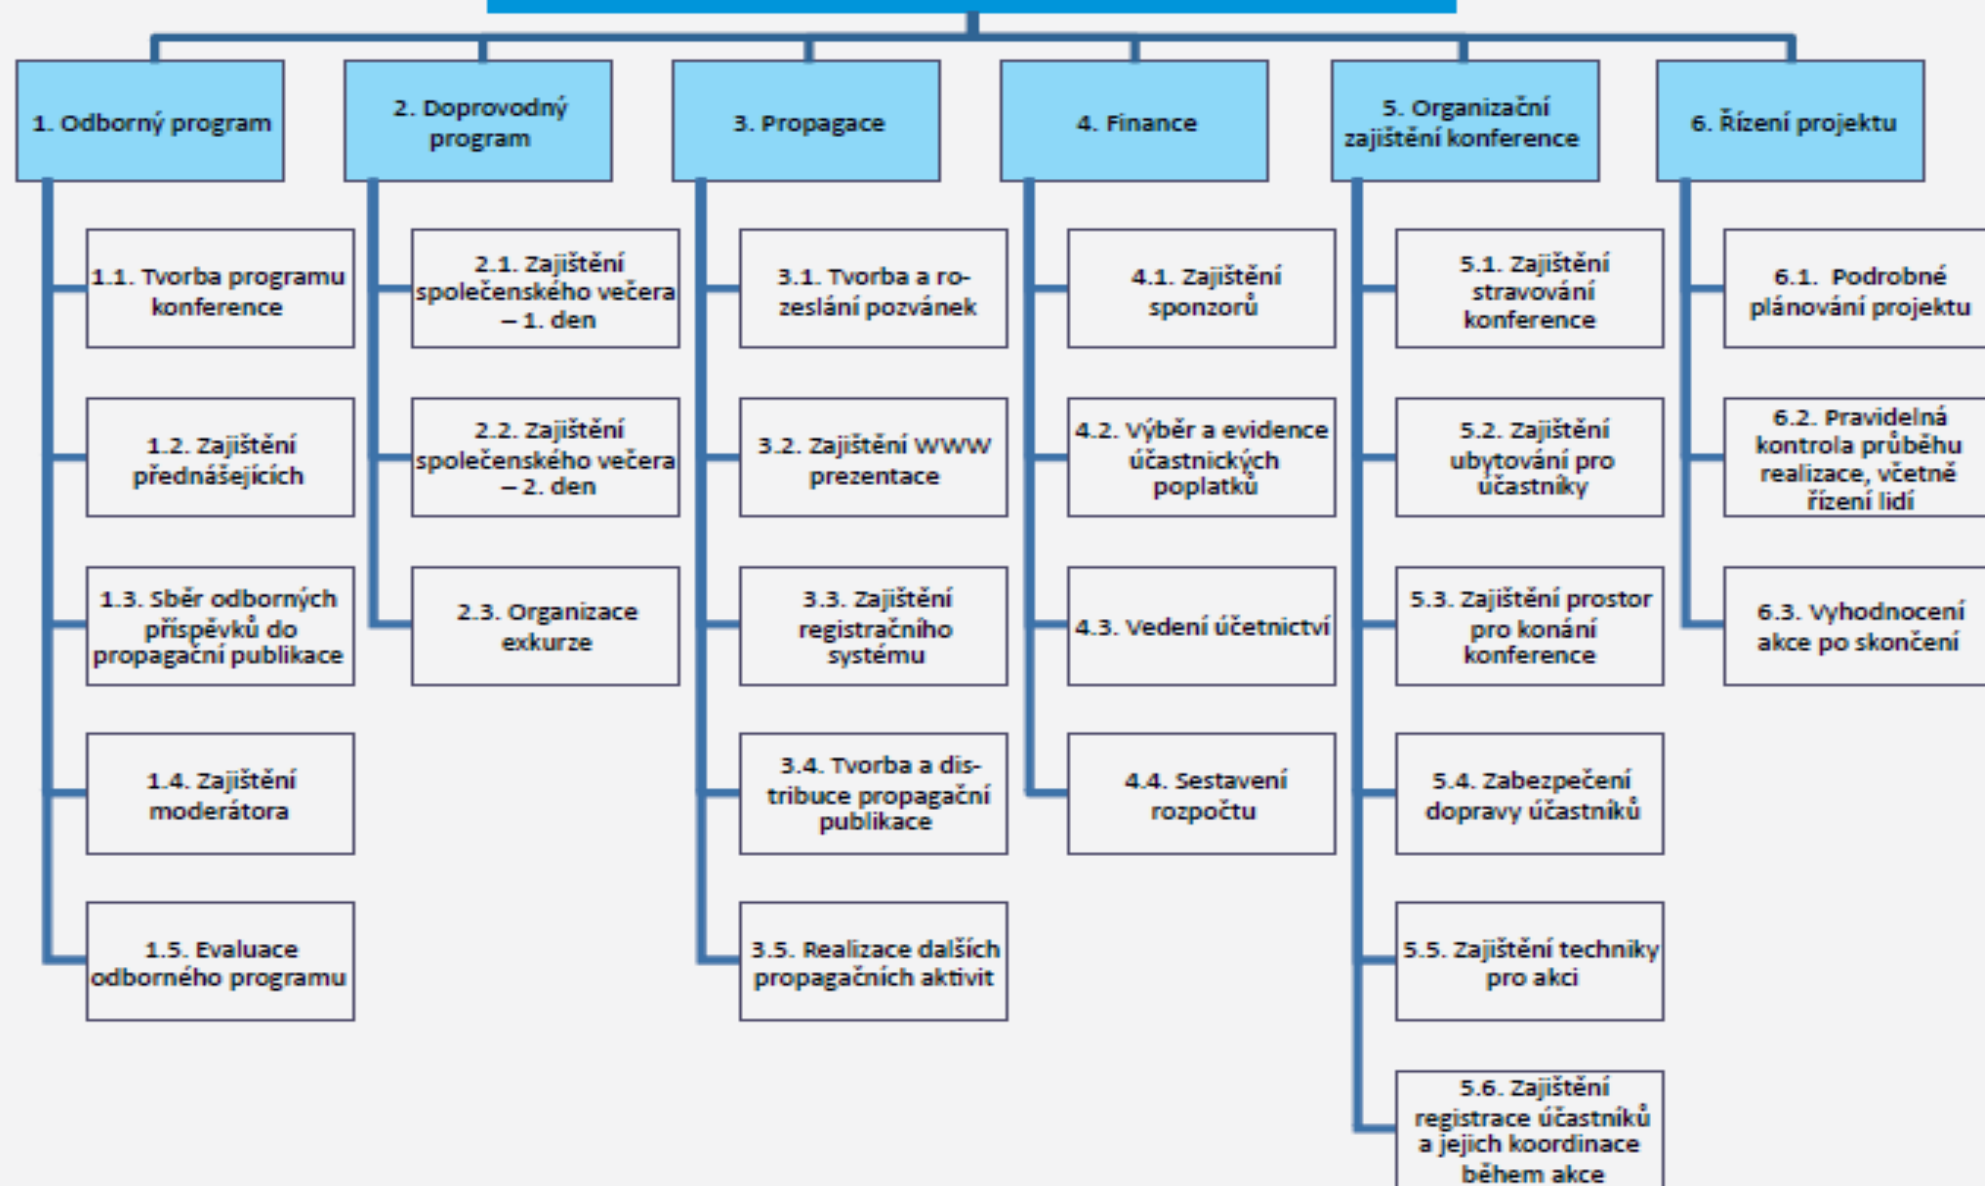 1. Odborný program
2. Doprovodný
program
3. Propagace
4. Finance
5. Organizační
zajištění konference
6. Řízení projektu
1.1. Tvorba programu
konference
1.2. Zajištění
přednášejících
1.3. Sběr odborných
příspěvků do
propagační publikace
1.4. Zajištění
moderátora
1.5. Evaluace
odborného programu
2.1. Zajištění
společenského večera
– 1. den
2.2. Zajištění
společenského večera
– 2. den
2.3. Organizace
exkurze
3.1. Tvorba a ro-
zeslání pozvánek
3.2. Zajištění WWW
prezentace
3.3. Zajištění
registračního
systému
3.4. Tvorba a dis-
tribuce propagační
publikace
3.5. Realizace dalších
propagačních aktivit
4.1. Zajištění
sponzorů
4.2. Výběr a evidence
účastnických
poplatků
4.3. Vedení účetnictví
4.4. Sestavení
rozpočtu
5.1. Zajištění
stravování
konference
5.2. Zajištění
ubytování pro
účastníky
5.3. Zajištění prostor
pro konání
konference
5.4. Zabezpečení
dopravy účastníků
5.5. Zajištění techniky
pro akci
5.6. Zajištění
registrace účastníků
a jejich koordinace
během akce
6.1. Podrobné
plánování projektu
6.2. Pravidelná
kontrola průběhu
realizace, včetně
řízení lidí
6.3. Vyhodnocení
akce po skončení